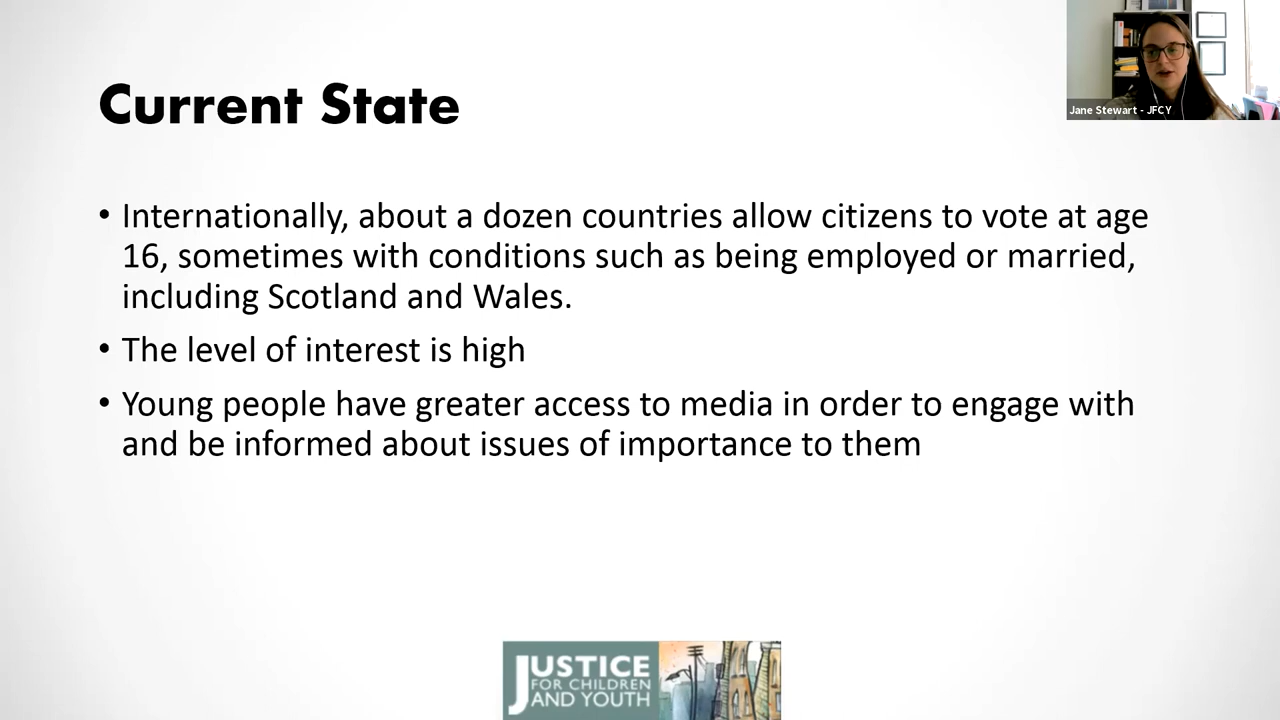 Current State
Jane Stewart - JFCY
• Internationally, about a dozen countries allow citizens to vote at age
16, sometimes with conditions such as being employed or married,
including Scotland and Wales.
• The level of interest is high
• Young people have greater access to media in order to engage with
and be informed about issues of importance to them
JUSTICE
FOR CHILDREN
AND YOUTH